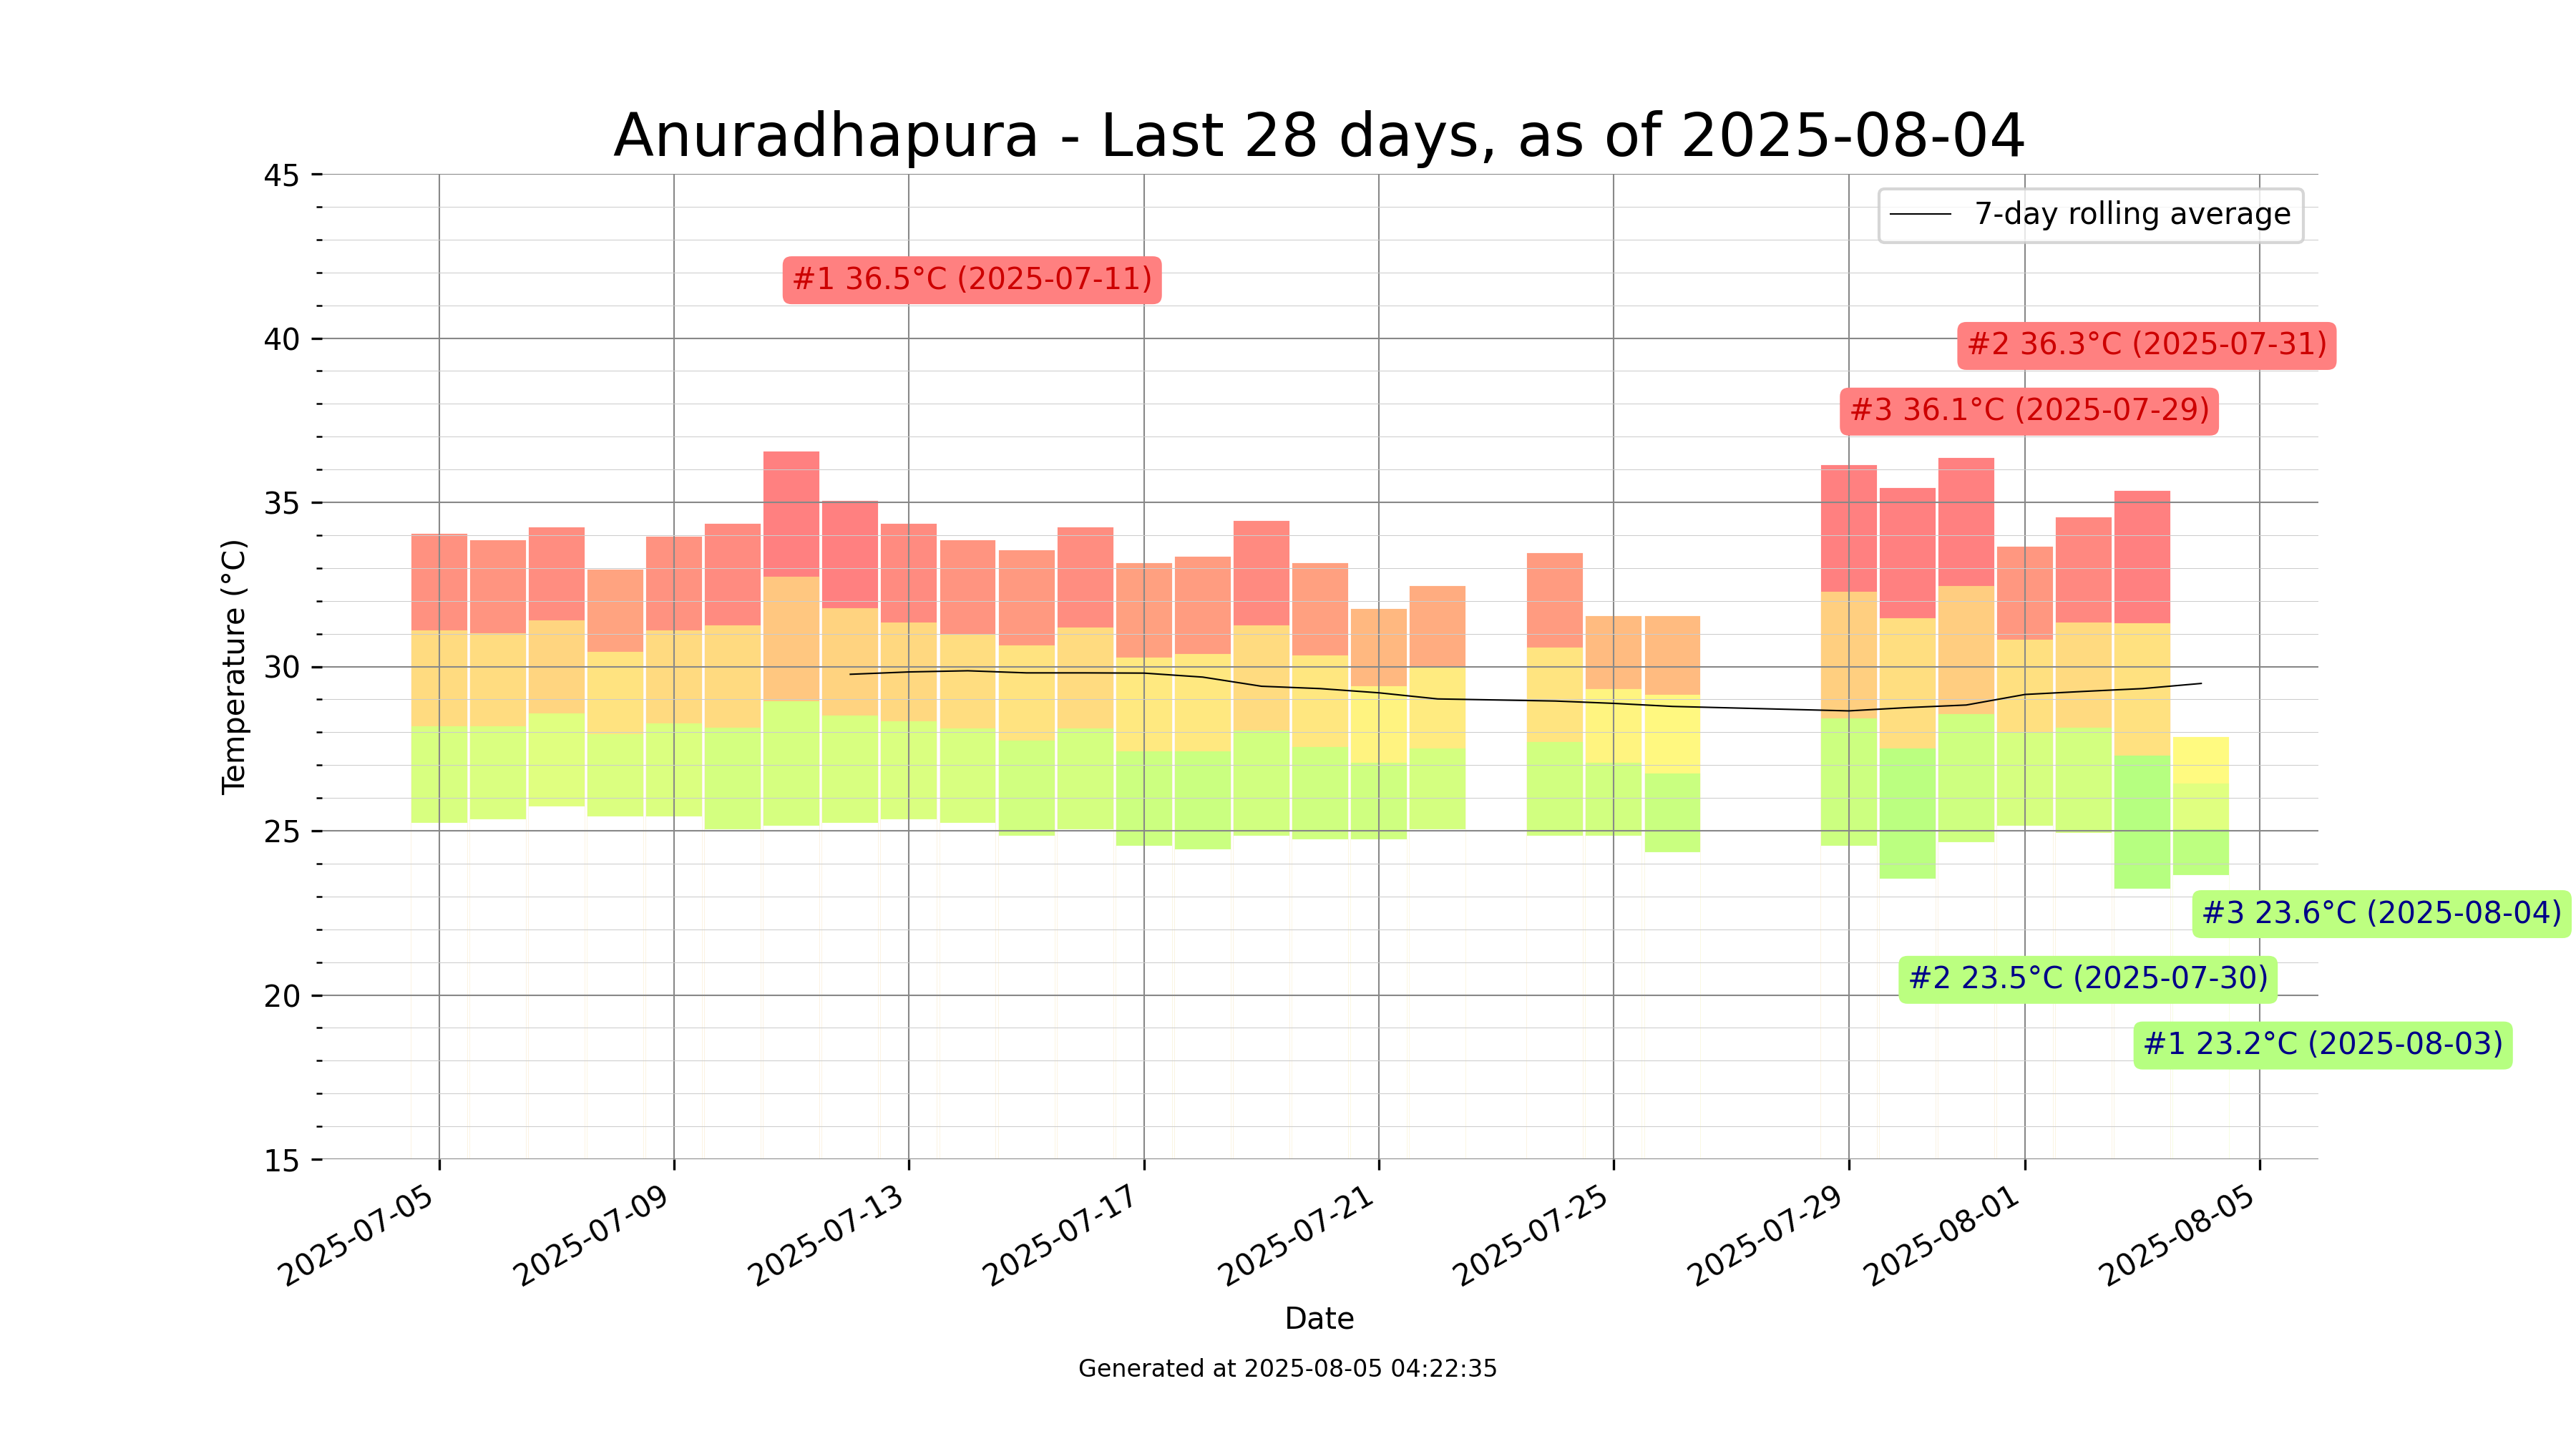 Anuradhapura - Last 28 days, as of 2025-08-04
7-day rolling average
#1 36.5°C (2025-07-11)
#2 36.3°C (2025-07-31)
#3 36.1°C (2025-07-29)
#3 23.6°C (2025-08-04)
#2 23.5°C (2025-07-30)
#1 23.2°C (2025-08-03)
Temperature (°C)
45
40
35
30
25
20
15
2025-07-05
2025-07-09
2025-07-13
2025-07-17
2025-07-21
2025-07-25
2025-07-29
2025-08-01
2025-08-05
Date
Generated at 2025-08-05 04:22:35